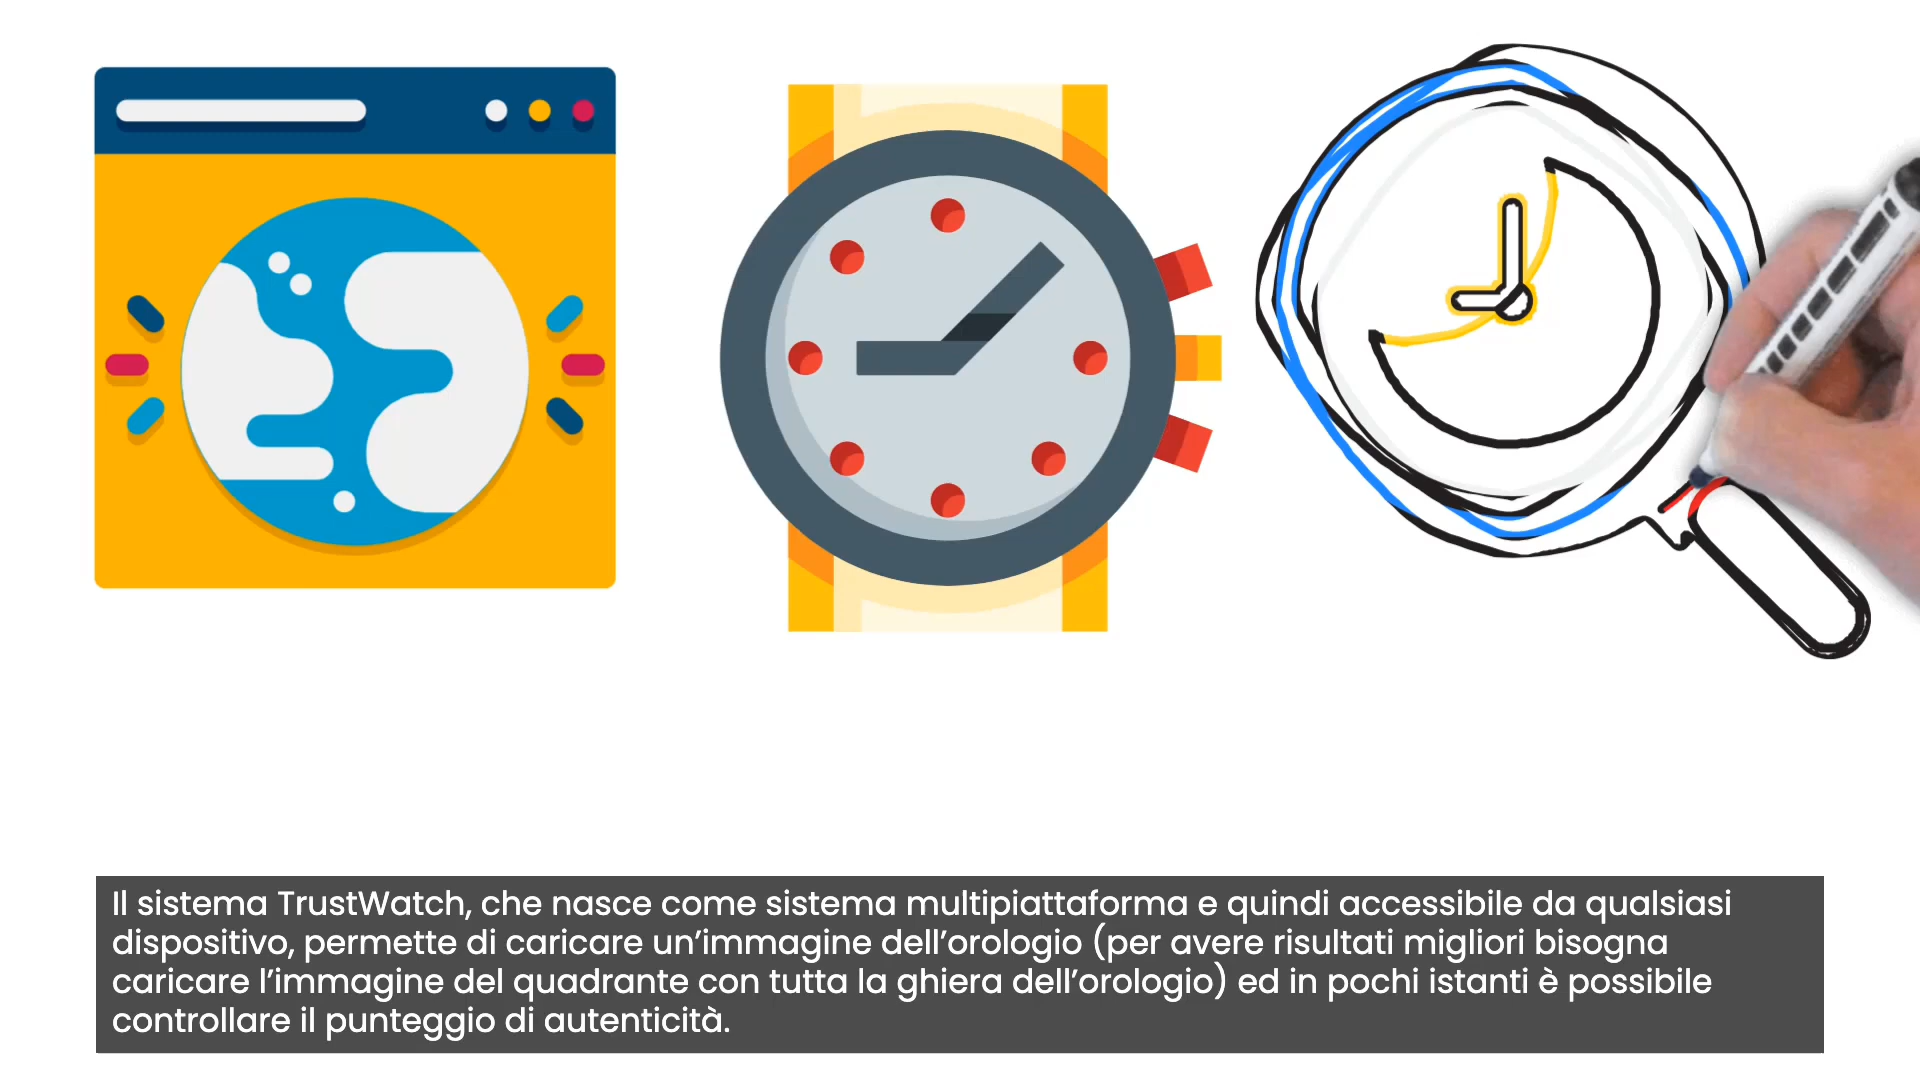 Il sistema TrustWatch, che nasce come sistema multipiattaforma e quindi accessibile da qualsiasi
dispositivo, permette di caricare un’immagine dell’orologio (per avere risultati migliori bisogna
caricare l’immagine del quadrante con tutta la ghiera dell’orologio) ed in pochi istanti è possibile
controllare il punteggio di autenticità.